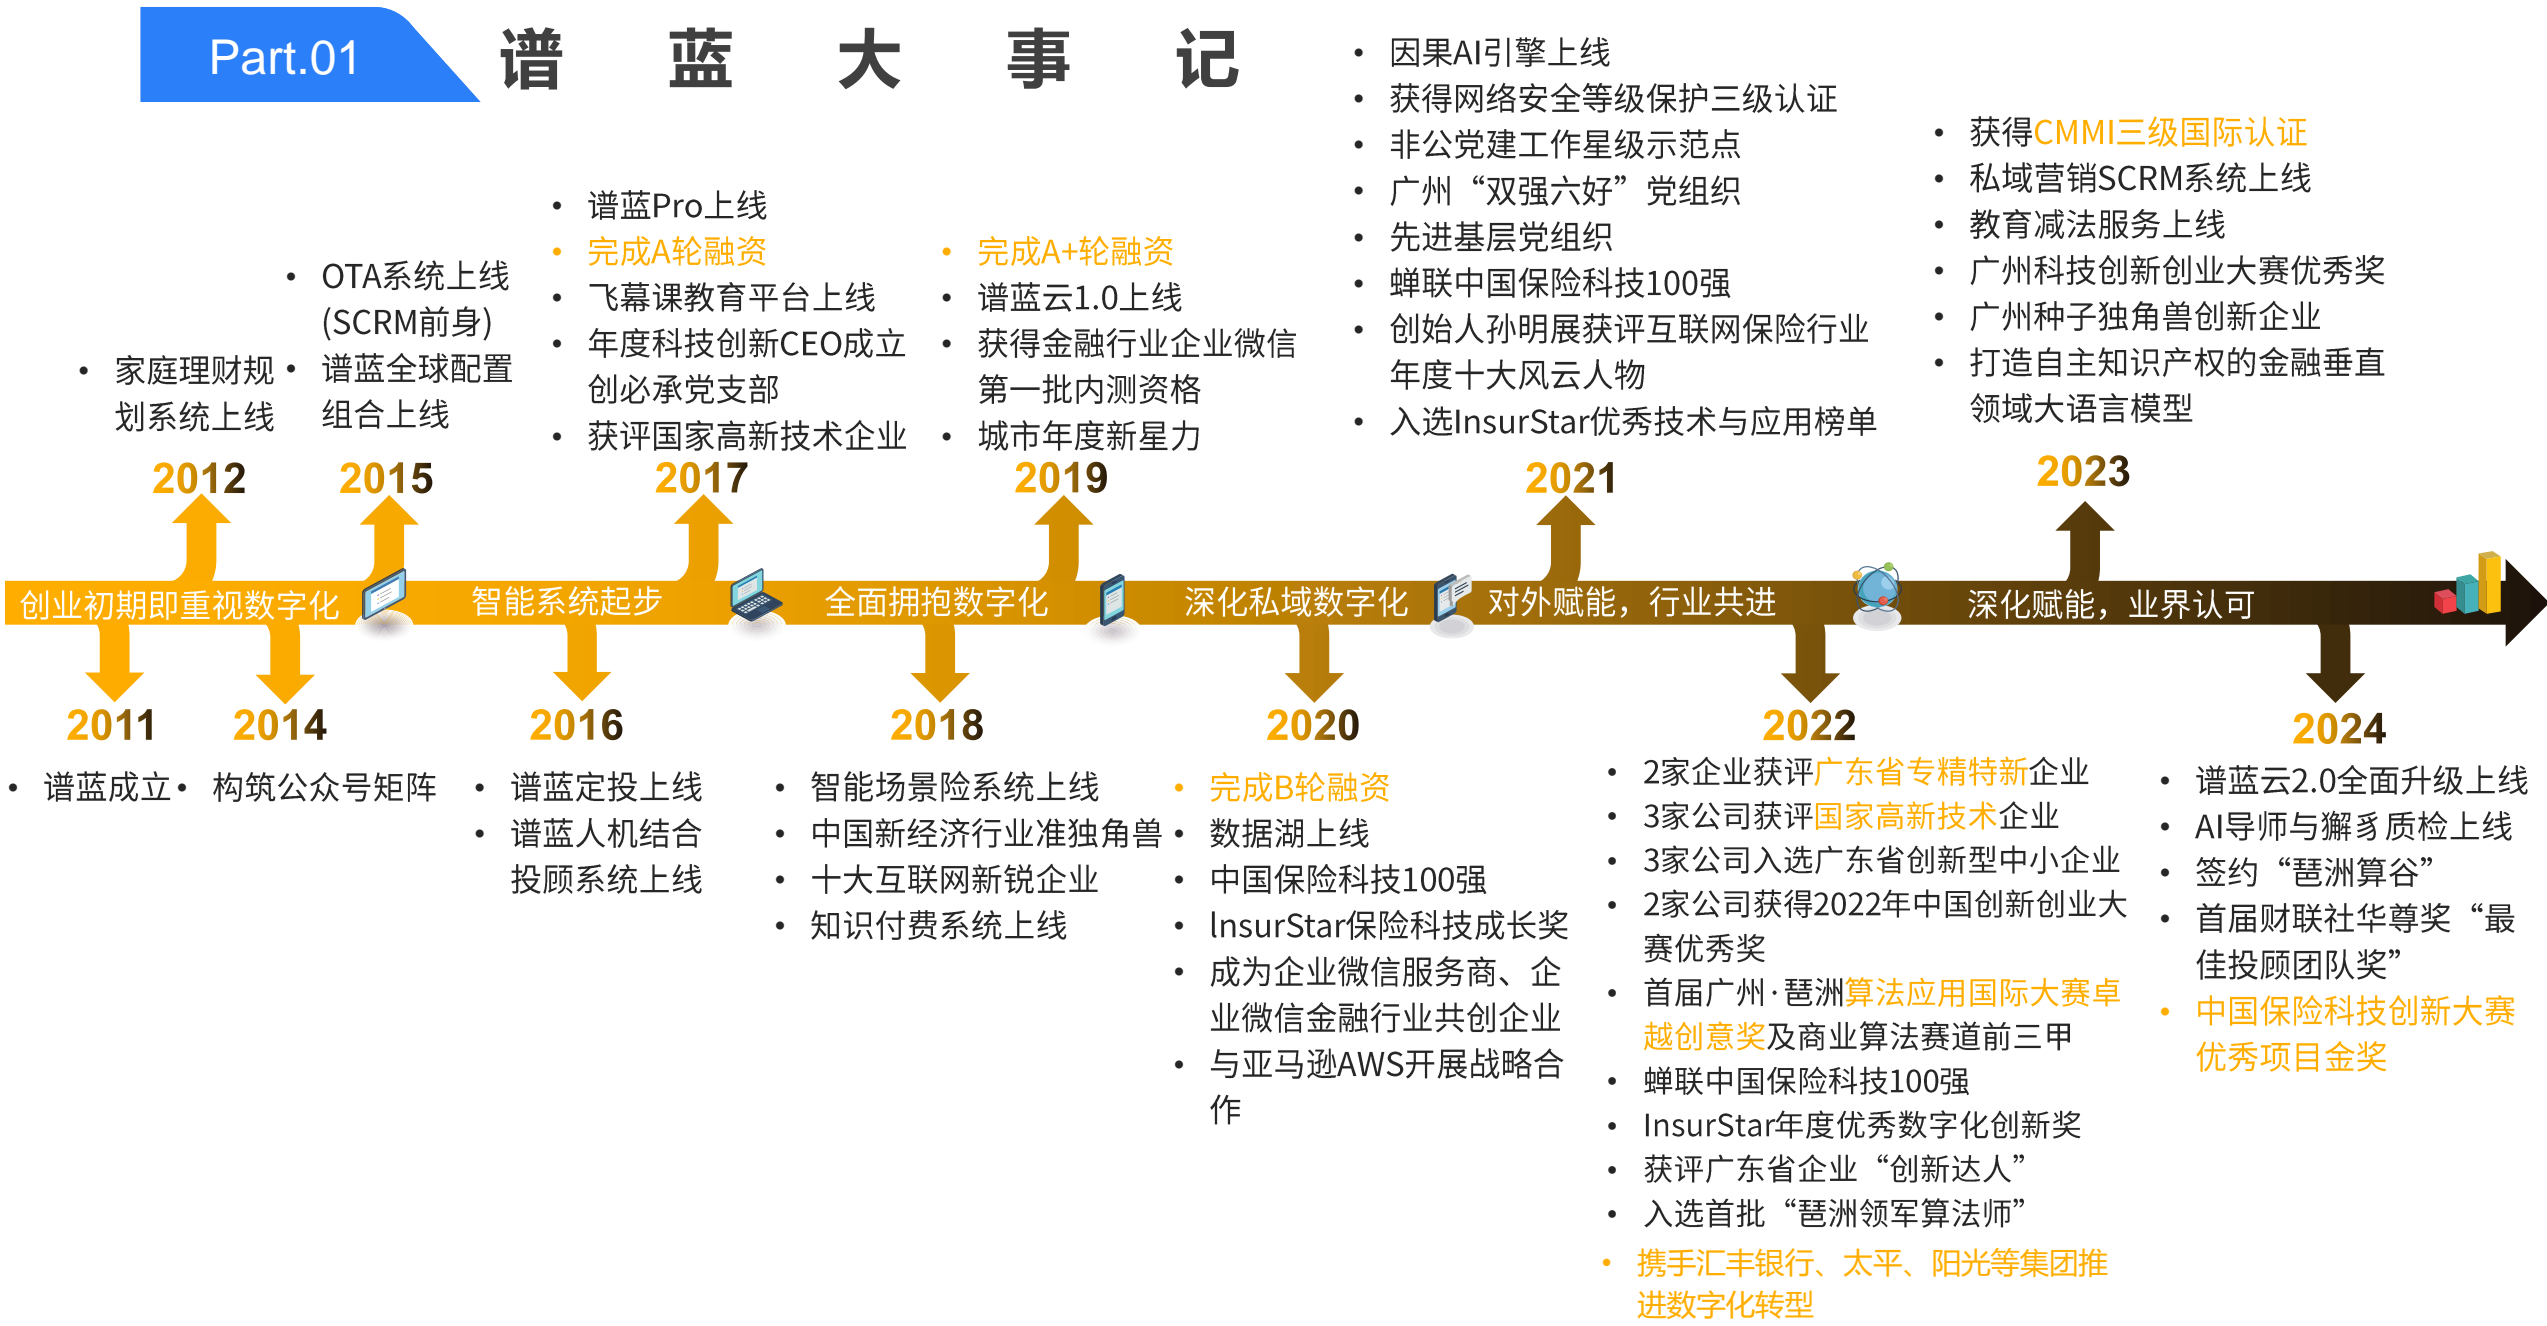 Part.01
谱蓝大事记
家庭理财规
划系统上线
2012
OTA系统上线
(SCRM前身)
谱蓝全球配置
组合上线
2015
谱蓝Pro上线
完成A轮融资
飞幕课教育平台上线
年度科技创新CEO成立
创必承党支部
获评国家高新技术企业
2017
完成A+轮融资
谱蓝云1.0上线
获得金融行业企业微信
第一批内测资格
城市年度新星力
2019
因果AI引擎上线
获得网络安全等级保护三级认证
非公党建工作星级示范点
广州“双强六好”党组织
先进基层党组织
蝉联中国保险科技100强
创始人孙明展获评互联网保险行业
年度十大风云人物
入选InsurStar优秀技术与应用榜单
2021
获得CMMI三级国际认证
私域营销SCRM系统上线
教育减法服务上线
广州科技创新创业大赛优秀奖
广州种子独角兽创新企业
打造自主知识产权的金融垂直
领域大语言模型
2023
创业初期即重视数字化
智能系统起步
全面拥抱数字化
深化私域数字化
对外赋能，行业共进
深化赋能，业界认可
2011
谱蓝成立
2014
构筑公众号矩阵
2016
谱蓝定投上线
谱蓝人机结合
投顾系统上线
2018
智能场景险系统上线
中国新经济行业准独角兽
十大互联网新锐企业
知识付费系统上线
2020
完成B轮融资
数据湖上线
中国保险科技100强
lnsurStar保险科技成长奖
成为企业微信服务商、企
业微信金融行业共创企业
与亚马逊AWS开展战略合
作
2022
2家企业获评广东省专精特新企业
3家公司获评国家高新技术企业
3家公司入选广东省创新型中小企业
2家公司获得2022年中国创新创业大
赛优秀奖
首届广州·琶洲算法应用国际大赛卓
越创意奖及商业算法赛道前三甲
蝉联中国保险科技100强
InsurStar年度优秀数字化创新奖
获评广东省企业“创新达人”
入选首批“琶洲领军算法师”
携手汇丰银行、太平、阳光等集团推
进数字化转型
2024
谱蓝云2.0全面升级上线
AI导师与獬豸质检上线
签约“琶洲算谷”
首届财联社华尊奖“最
佳投顾团队奖”
中国保险科技创新大赛
优秀项目金奖